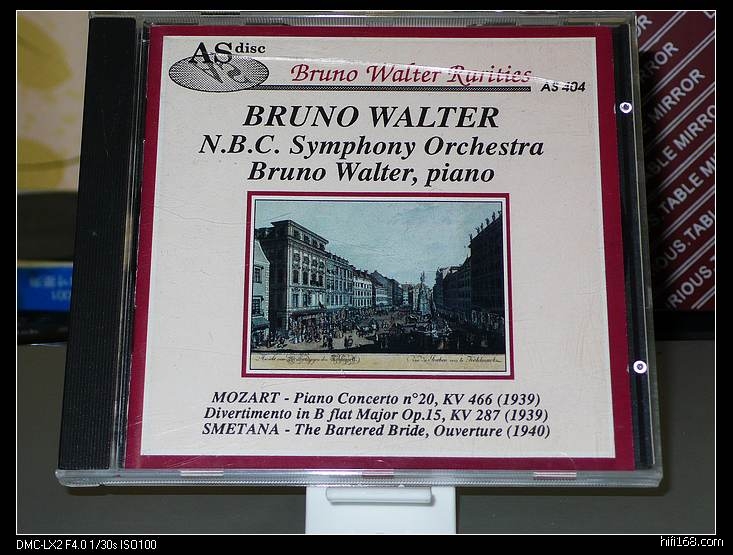 AS disc
Bruno Walter Rarities
AS 404
BRUNO WALTER
N.B.C. Symphony Orchestra
Bruno Walter, piano
MOZART - Piano Concerto n°20, KV 466 (1939)
Divertimento in B flat Major Op.15, KV 287 (1939)
SMETANA - The Bartered Bride, Ouverture (1940)
TABLE MIRROR
TABLE MIRROR
DMC-LX2 F4.0 1/30s ISO100
hifi168.com